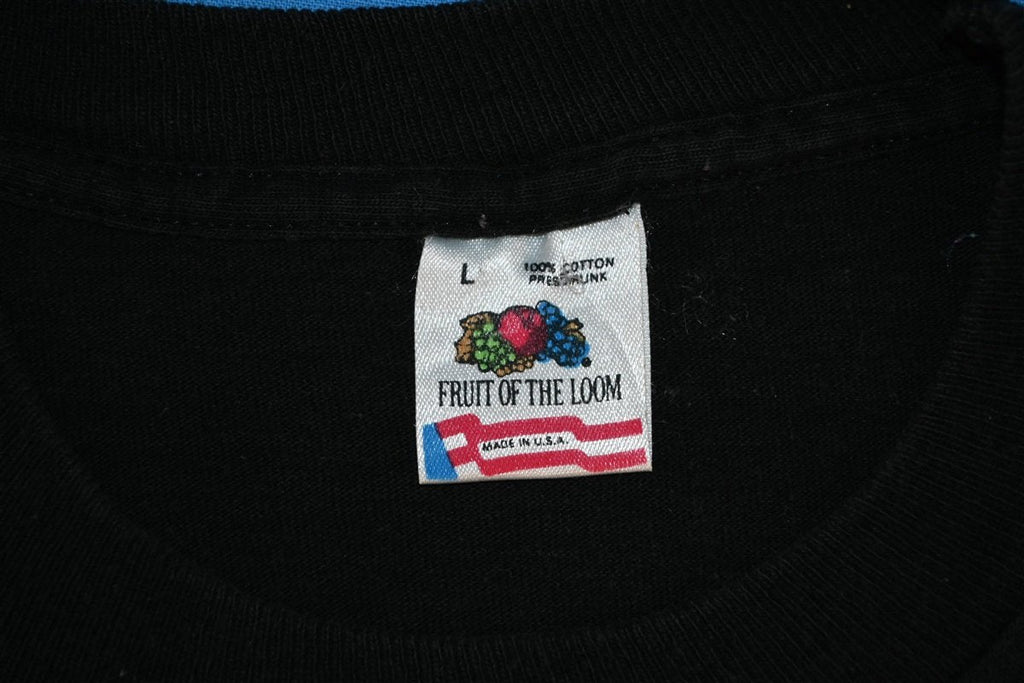 L
100% COTTON
PRESHRUNK
FRUIT OF THE LOOM
MADE IN U.S.A.